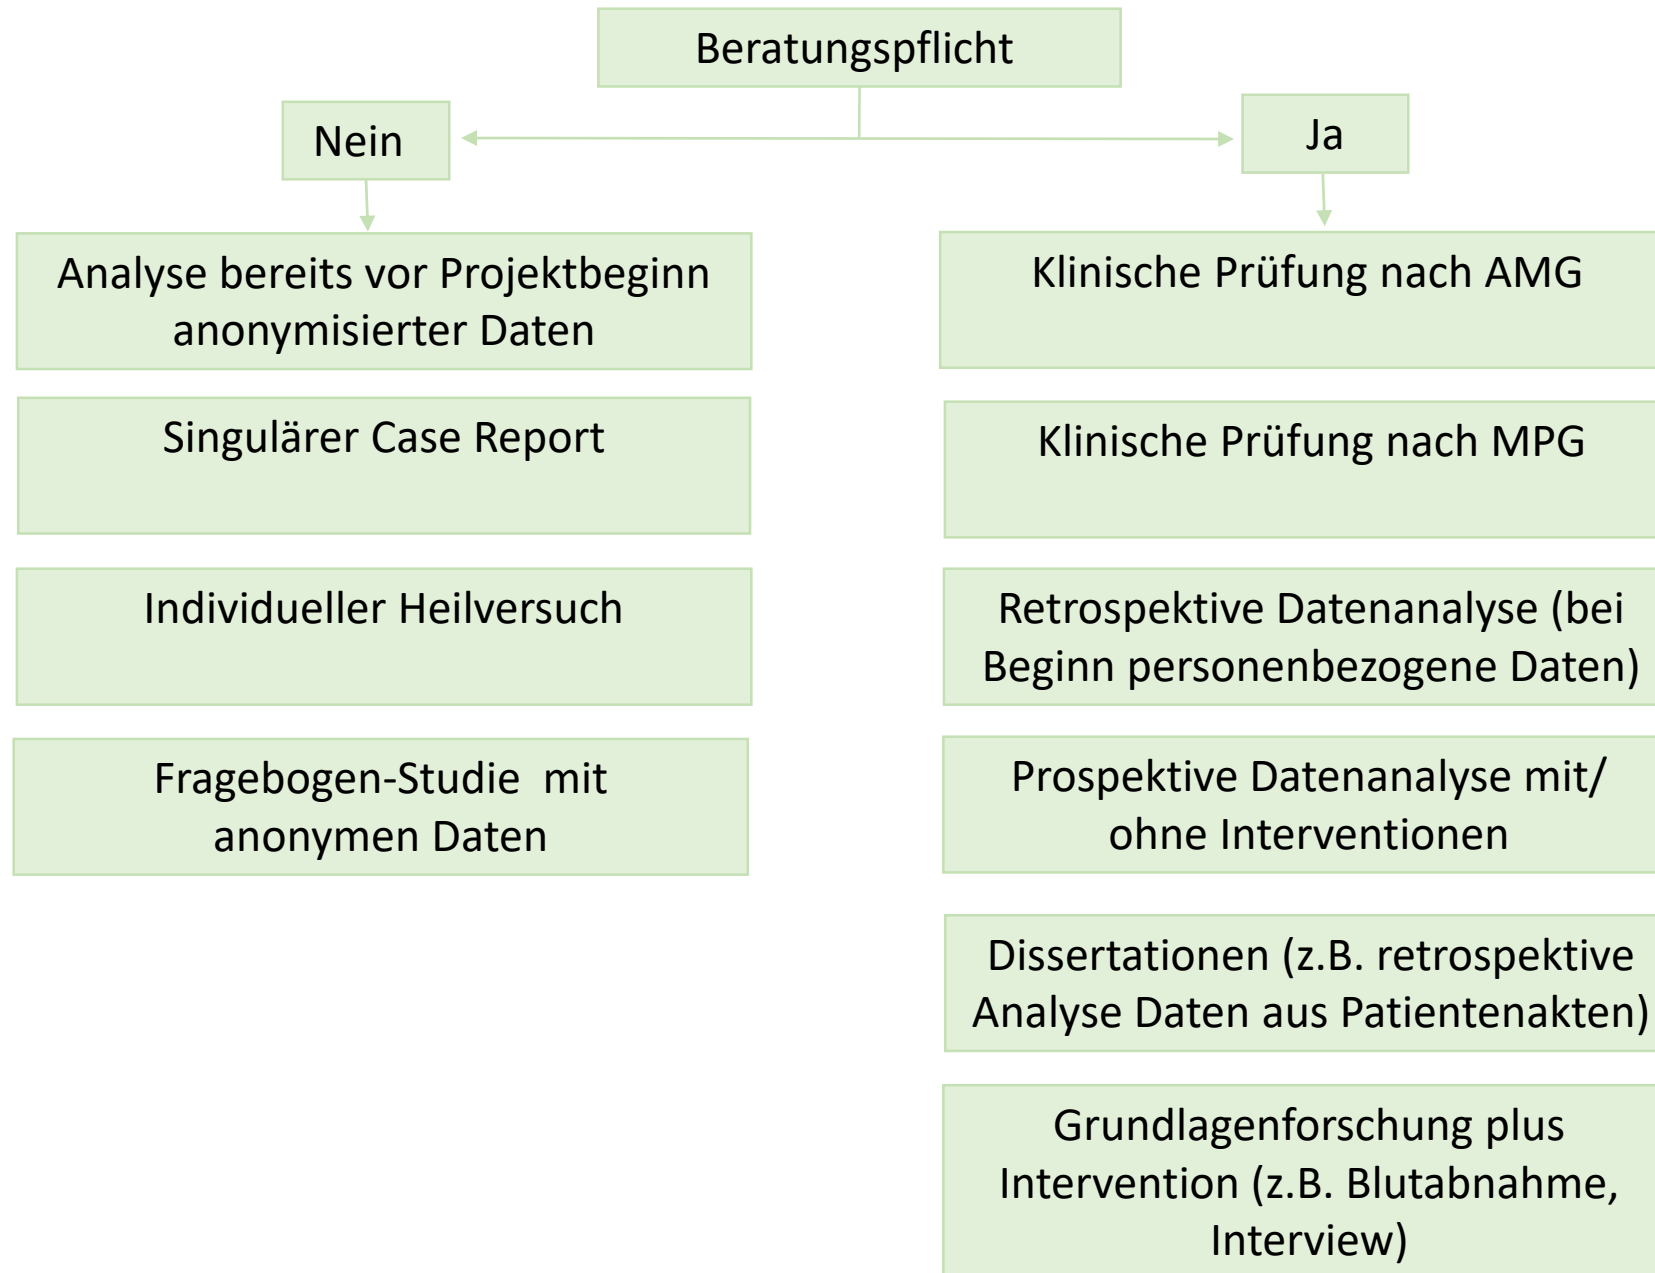 Beratungspflicht
Nein
Ja
Analyse bereits vor Projektbeginn
anonymisierter Daten
Singulärer Case Report
Individueller Heilversuch
Fragebogen-Studie  mit
anonymen Daten
Klinische Prüfung nach AMG
Klinische Prüfung nach MPG
Retrospektive Datenanalyse (bei
Beginn personenbezogene Daten)
Prospektive Datenanalyse mit/
ohne Interventionen
Dissertationen (z.B. retrospektive
Analyse Daten aus Patientenakten)
Grundlagenforschung plus
Intervention (z.B. Blutabnahme,
Interview)